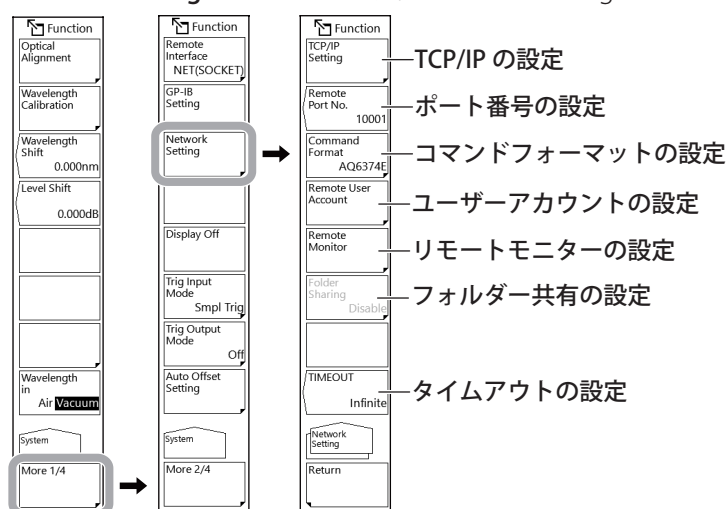 Function
Optical
Alignment
Wavelength
Calibration
Wavelength
Shift
0.000nm
Level Shift
0.000dB
Wavelength
in
Air Vacuum
System
More 1/4
Function
Remote
Interface
NET(SOCKET)
GP-IB
Setting
Network
Setting
Display Off
Trig Input
Mode
Smpl Trig
Trig Output
Mode
Off
Auto Offset
Setting
System
More 2/4
Function
TCP/IP
Setting
Remote
Port No.
10001
Command
Format
AQ6374E
Remote User
Account
Remote
Monitor
Folder
Sharing
Disable
TIMEOUT
Infinite
Network
Setting
Return
TCP/IP の設定
ポート番号の設定
コマンドフォーマットの設定
ユーザーアカウントの設定
リモートモニターの設定
フォルダー共有の設定
タイムアウトの設定